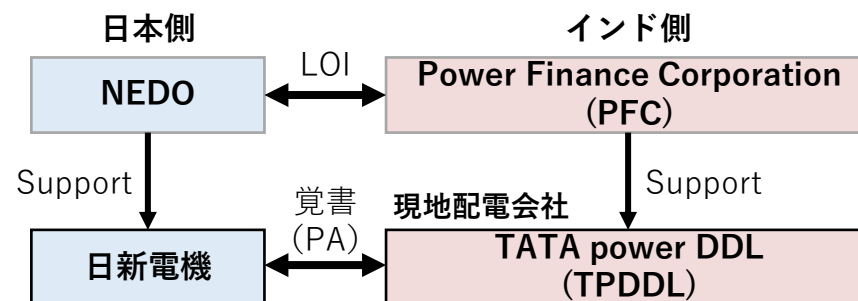 日本側
インド側
NEDO
LOI
Power Finance Corporation
(PFC)
Support
Support
覚書
(PA)
現地配電会社
日新電機
TATA power DDL
(TPDDL)